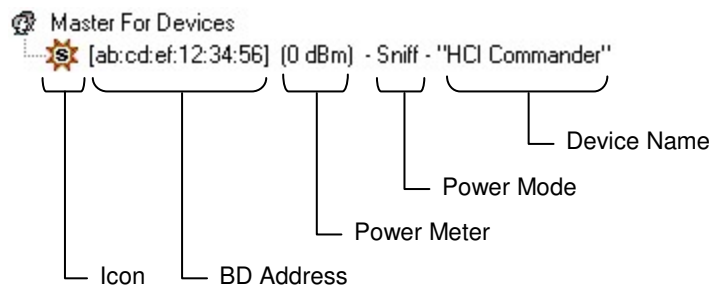 Master For Devices
S [ab:cd:ef:12:34:56] (0 dBm) - Sniff - "HCI Commander"
Device Name
Power Mode
Power Meter
Icon BD Address